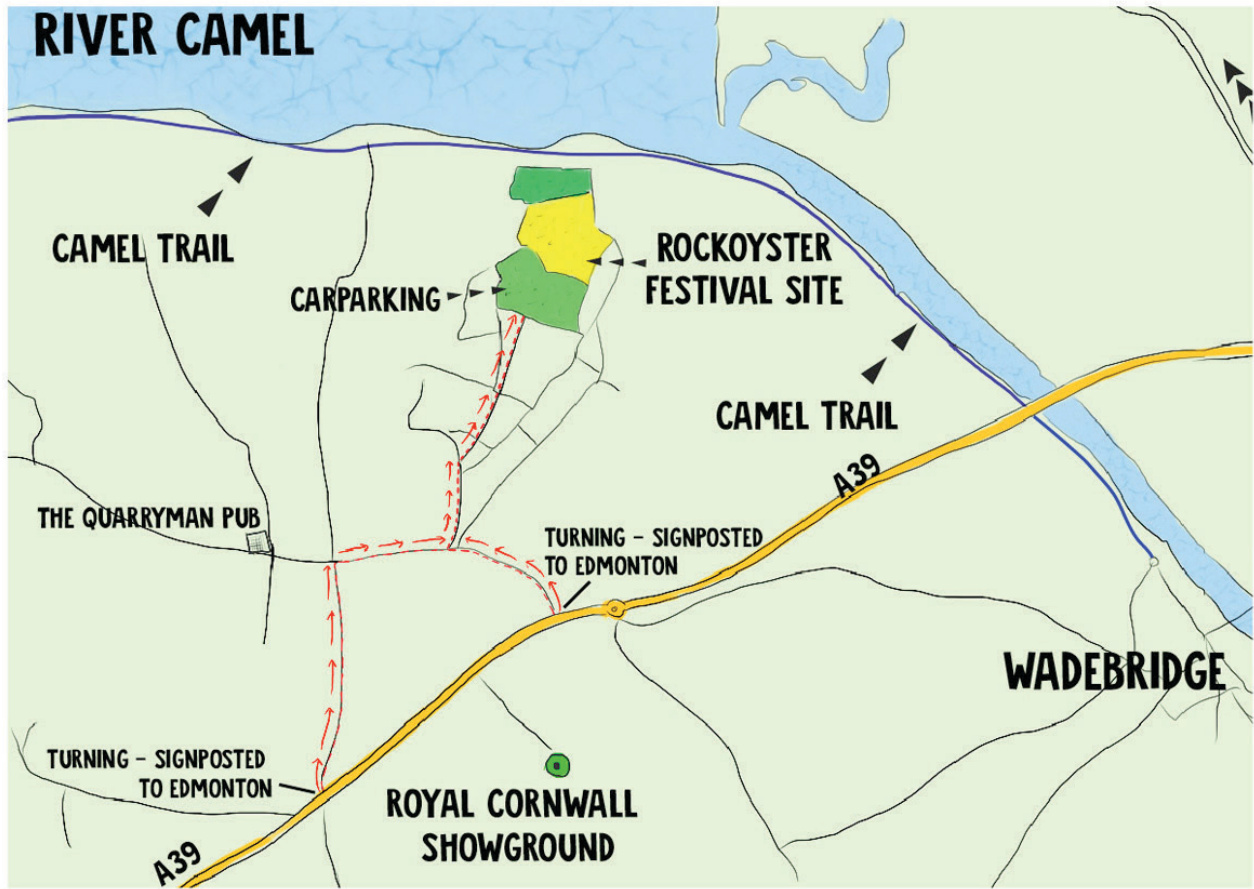 RIVER CAMEL
CAMEL TRAIL
ROCKOYSTER
FESTIVAL SITE
CARPARKING
CAMEL TRAIL
A39
THE QUARRYMAN PUB
TURNING - SIGNPOSTED
TO EDMONTON
WADEBRIDGE
TURNING - SIGNPOSTED
TO EDMONTON
ROYAL CORNWALL
SHOWGROUND
A39